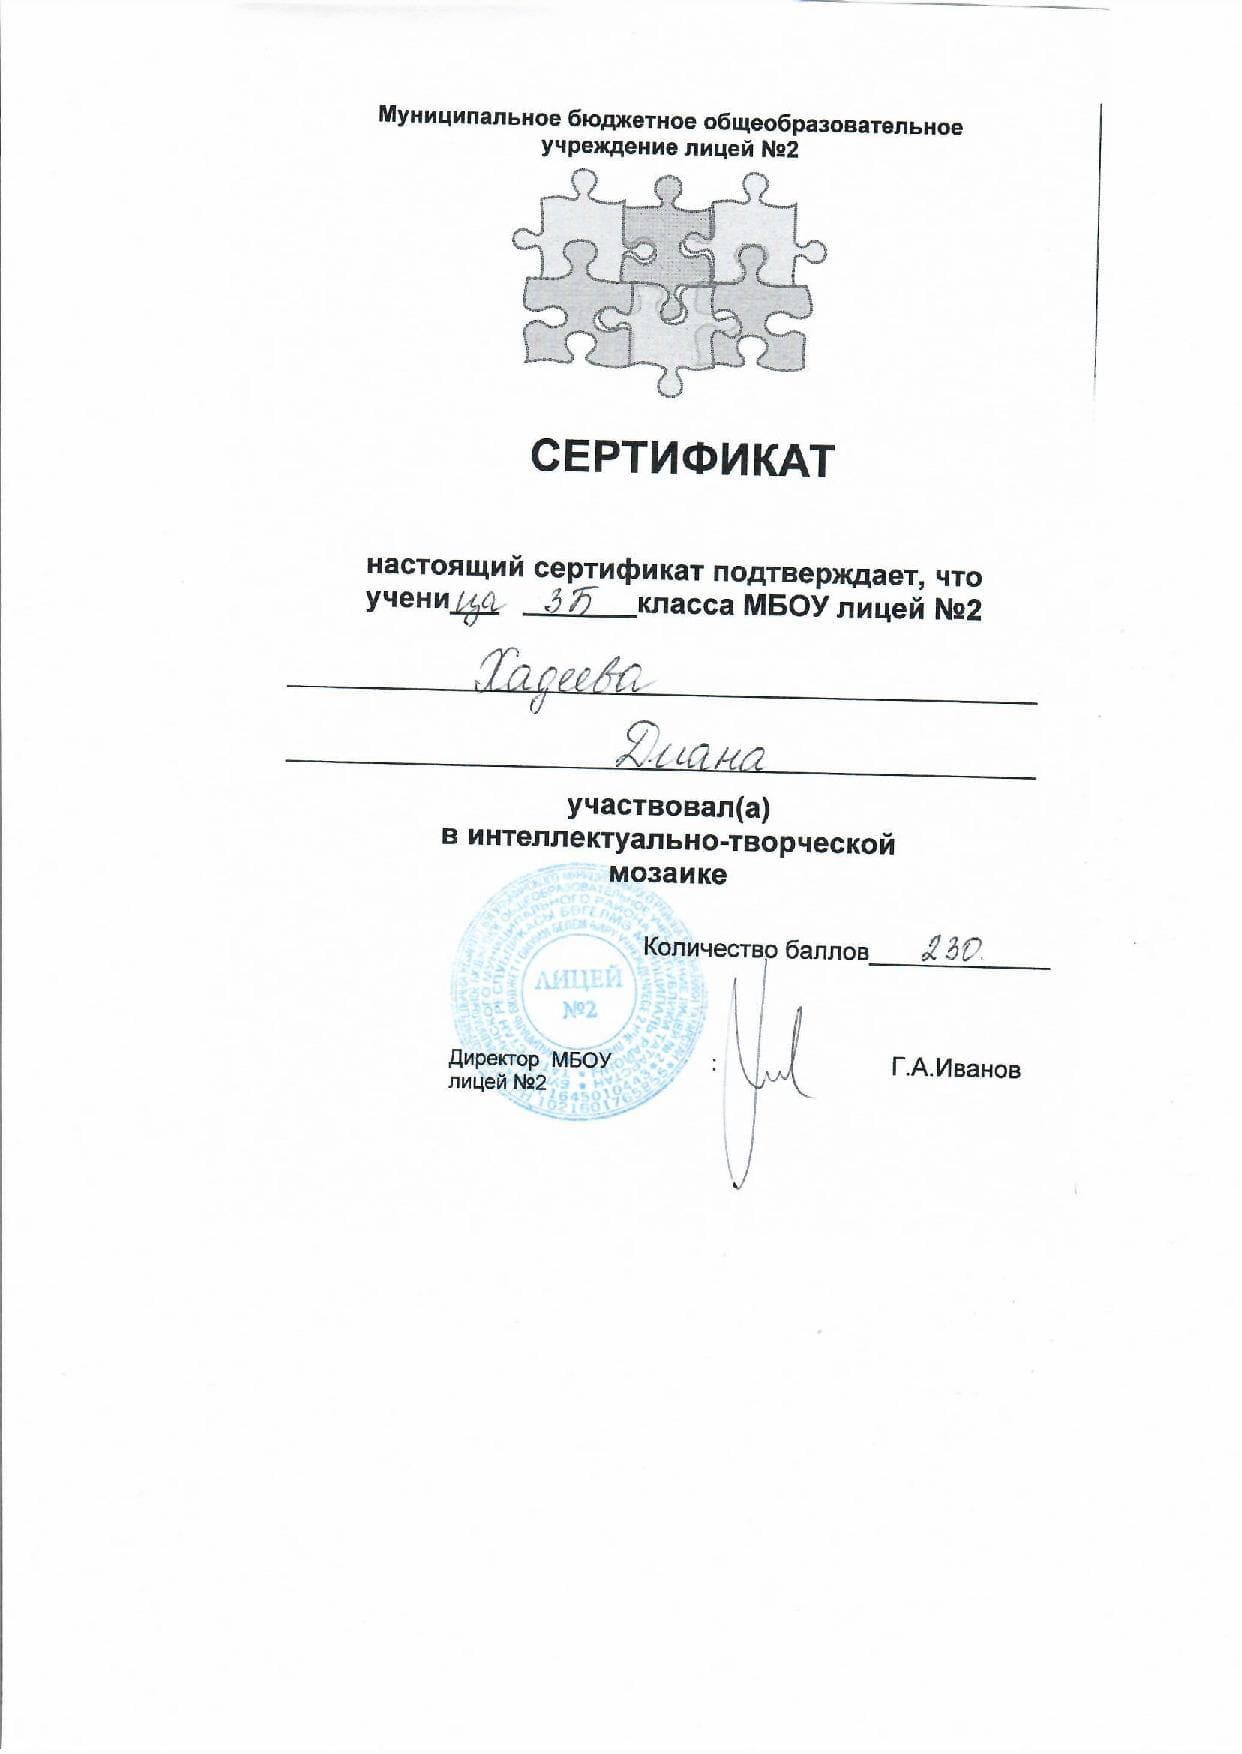 Муниципальное бюджетное общеобразовательное
учреждение лицей №2
СЕРТИФИКАТ
настоящий сертификат подтверждает, что
ученица 3Б класса МБОУ лицей №2
Хадеева
Диана
участвовал(а)
в интеллектуально-творческой
мозаике
Количество баллов 230.
ЛИЦЕЙ
№2
Директор МБОУ : Г.А.Иванов
лицей №2